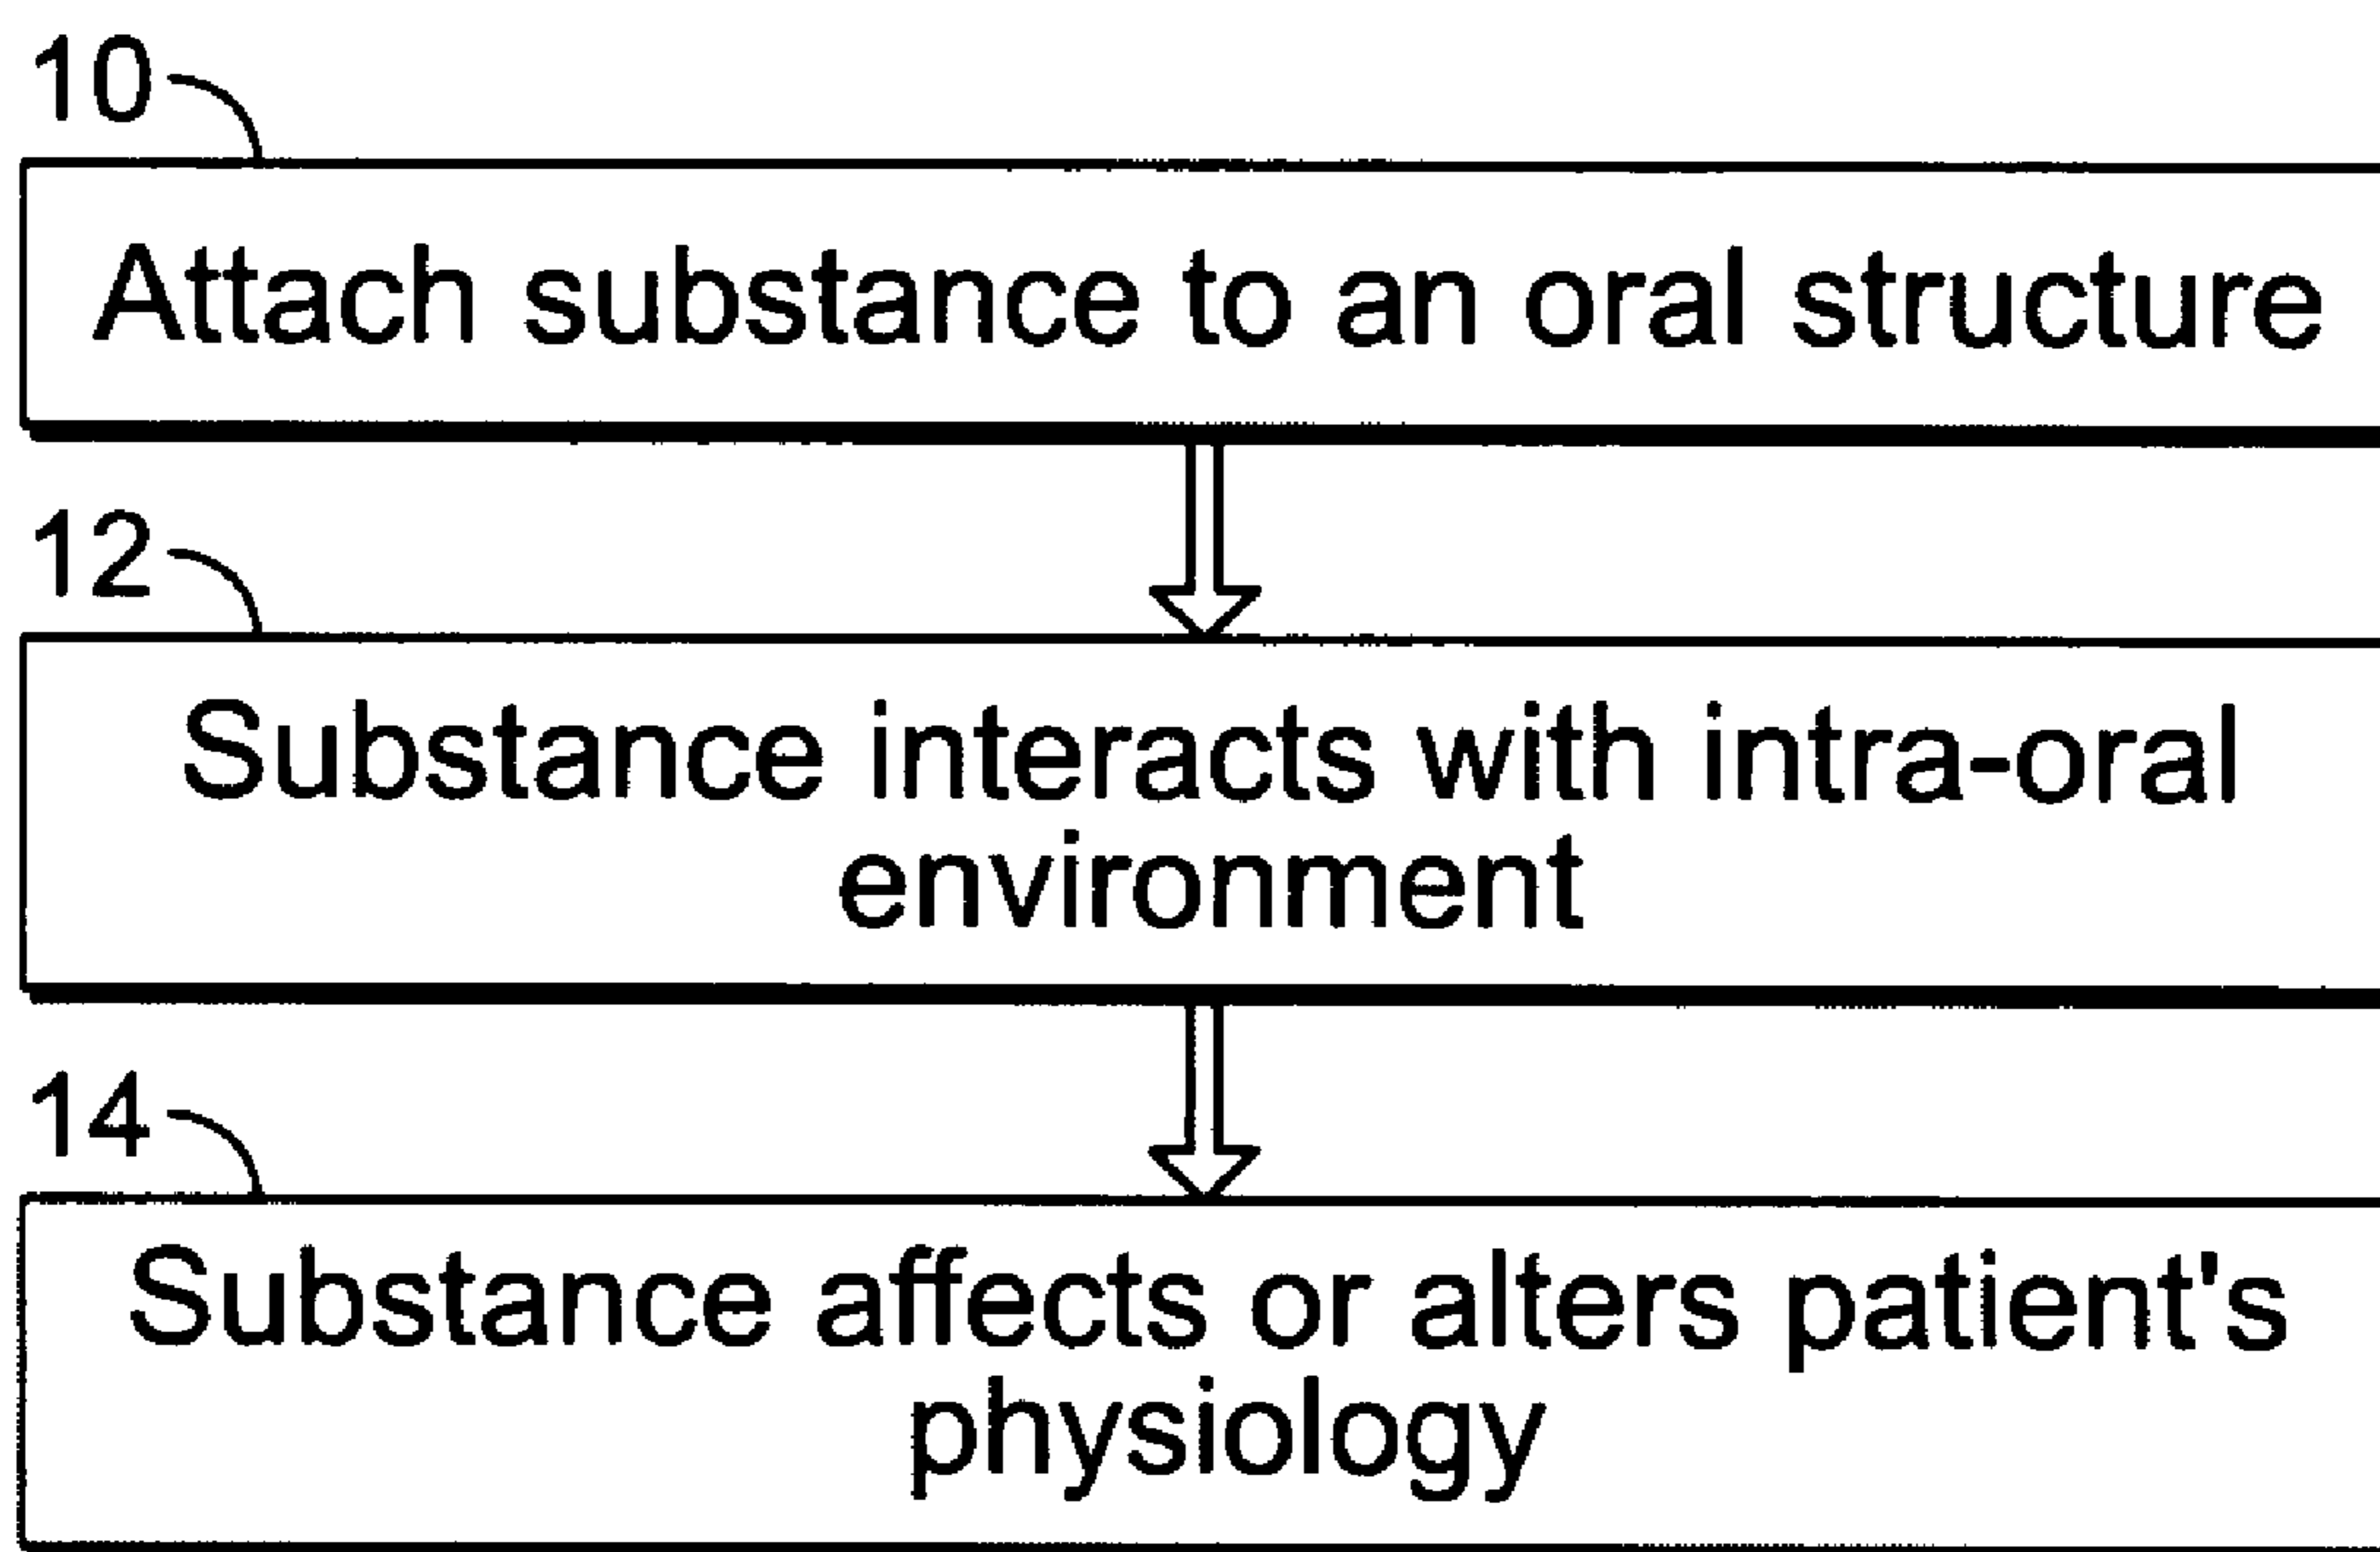 10
Attach substance to an oral structure
12
Substance interacts with intra-oral
environment
14
Substance affects or alters patient's
physiology